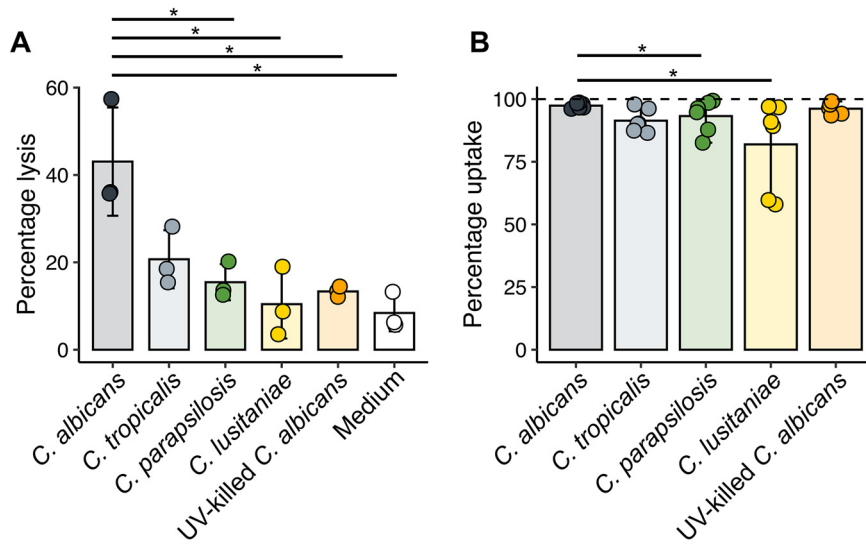 A
*
*
*
*
Percentage lysis
60
40
20
0
C. albicans
C. tropicalis
C. parapsilosis
C. lusitaniae
UV-killed C. albicans
Medium
B
*
*
Percentage uptake
100
75
50
25
0
C. albicans
C. tropicalis
C. parapsilosis
C. lusitaniae
UV-killed C. albicans